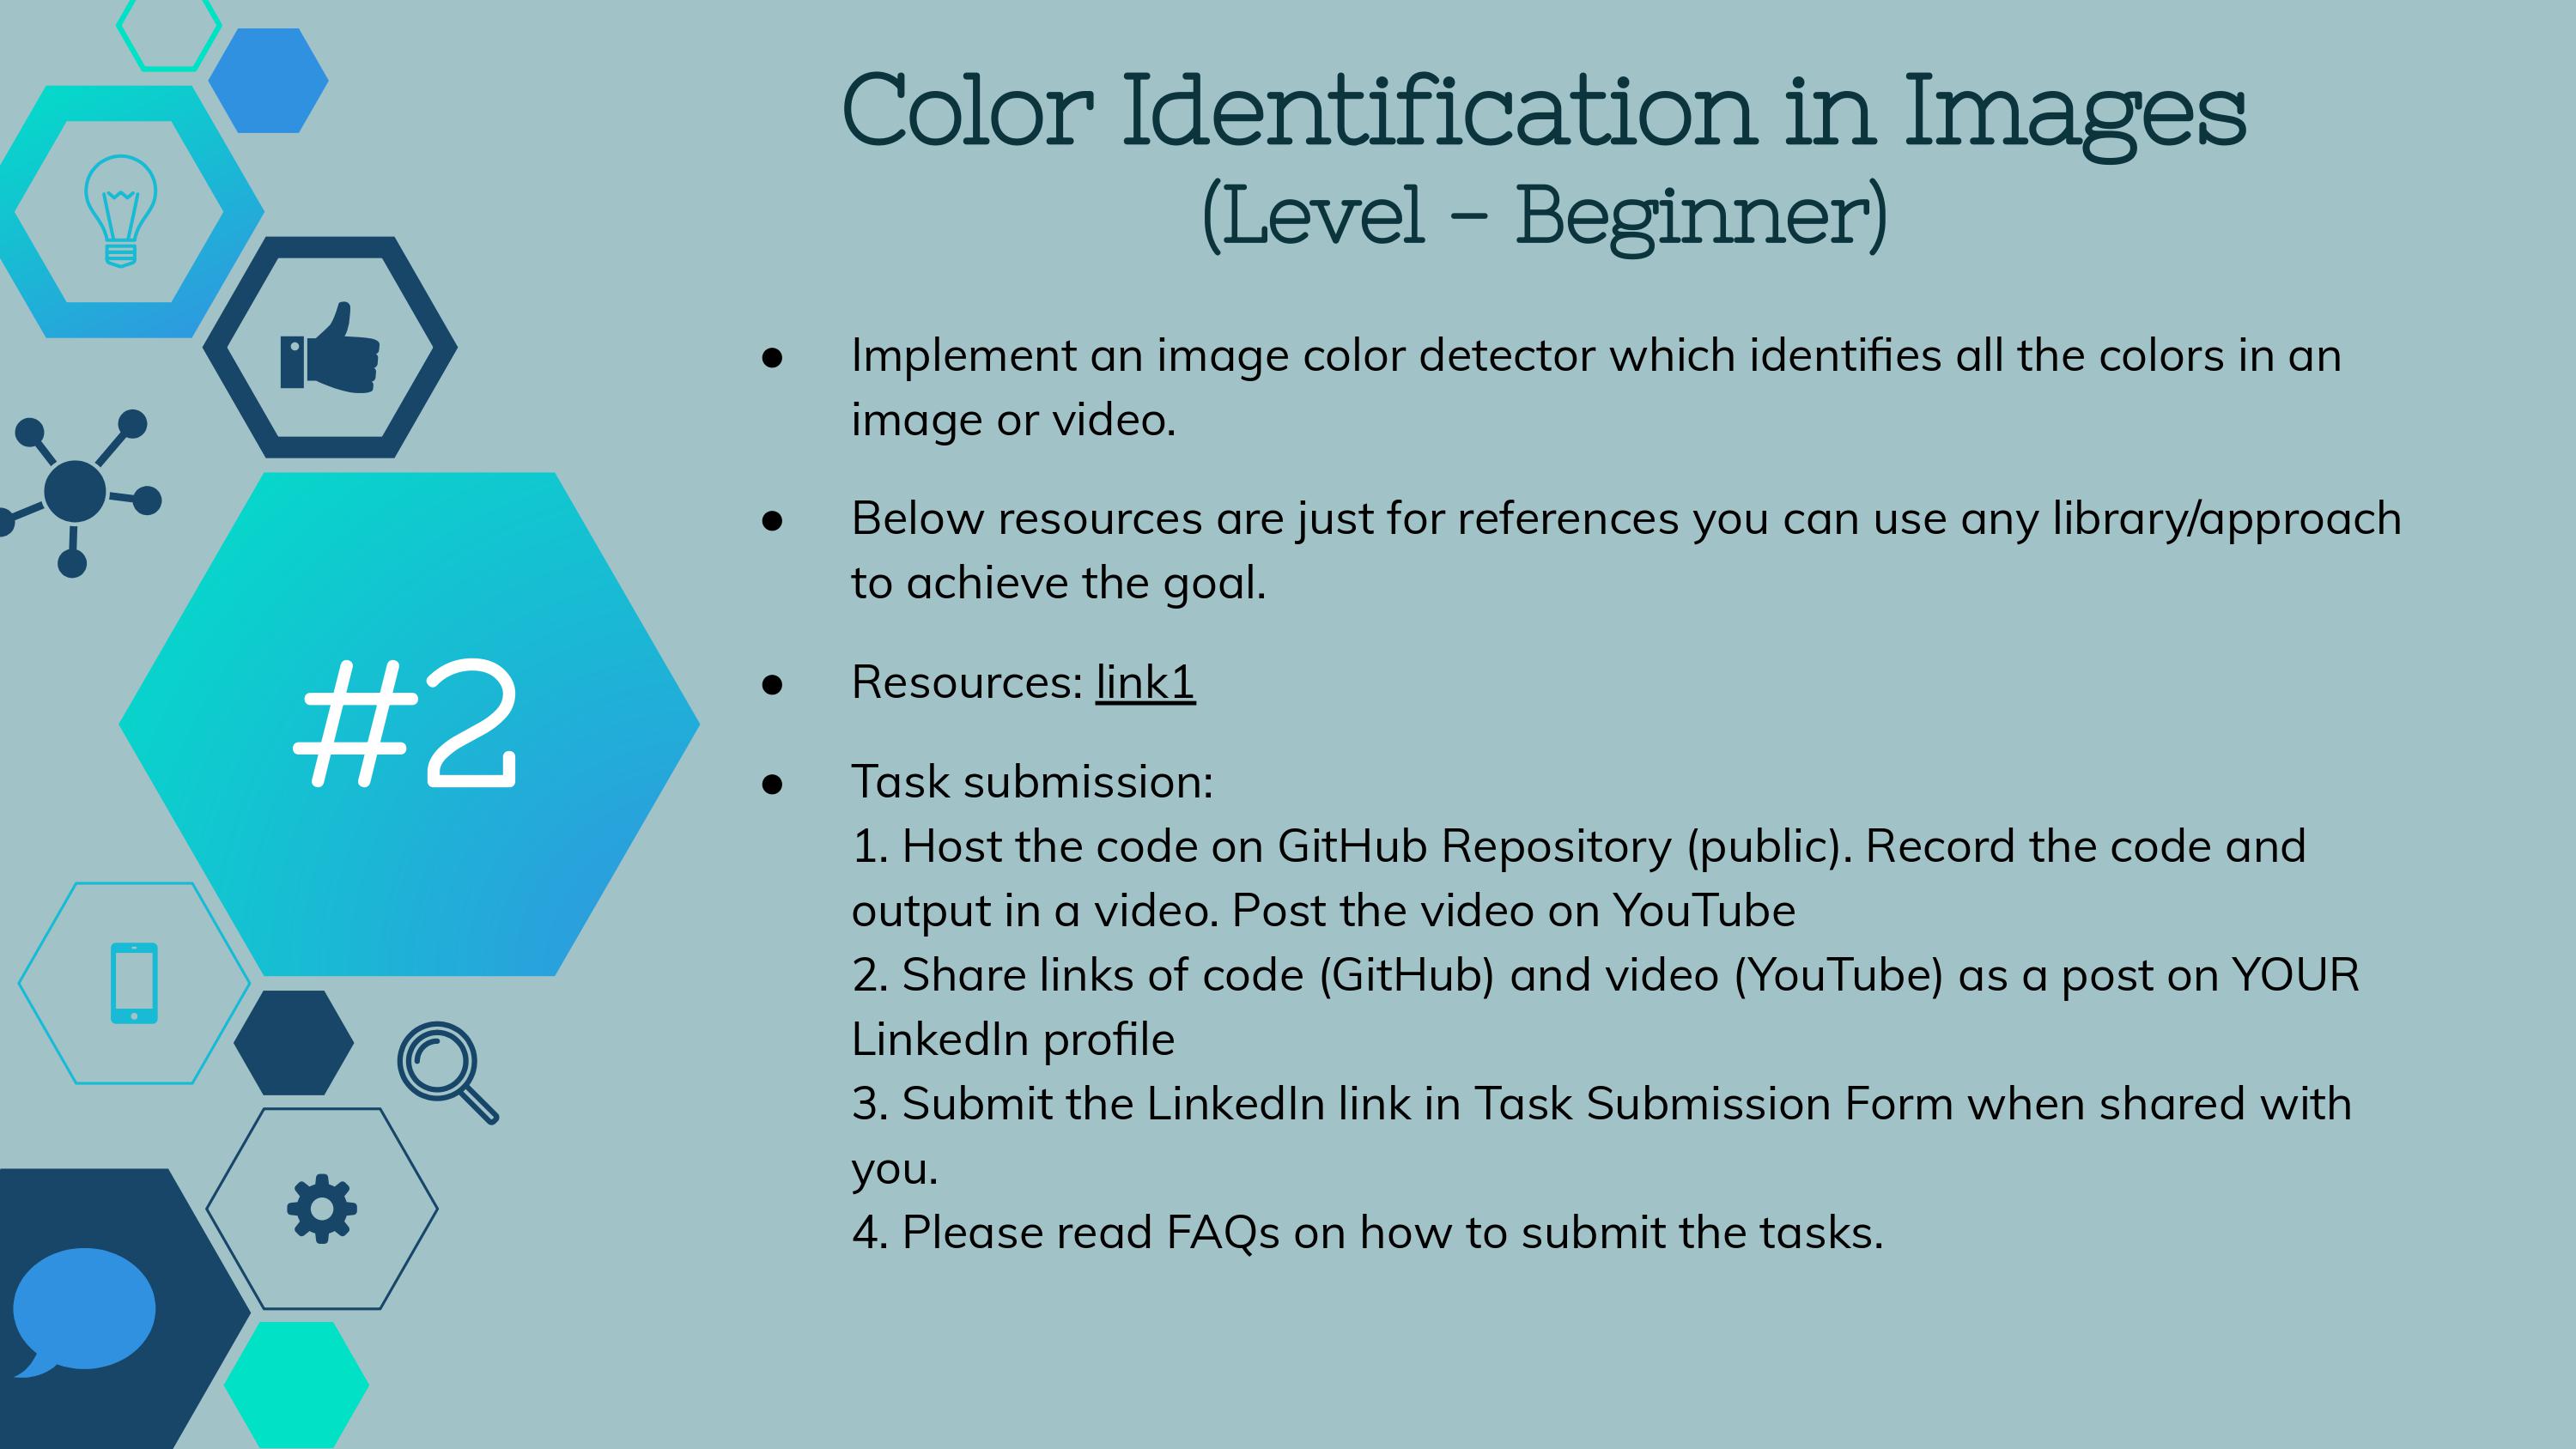 Color Identification in Images
(Level – Beginner)
● Implement an image color detector which identifies all the colors in an
image or video.
● Below resources are just for references you can use any library/approach
to achieve the goal.
● Resources: link1
● Task submission:
1. Host the code on GitHub Repository (public). Record the code and
output in a video. Post the video on YouTube
2. Share links of code (GitHub) and video (YouTube) as a post on YOUR
LinkedIn profile
3. Submit the LinkedIn link in Task Submission Form when shared with
you.
4. Please read FAQs on how to submit the tasks.
#2